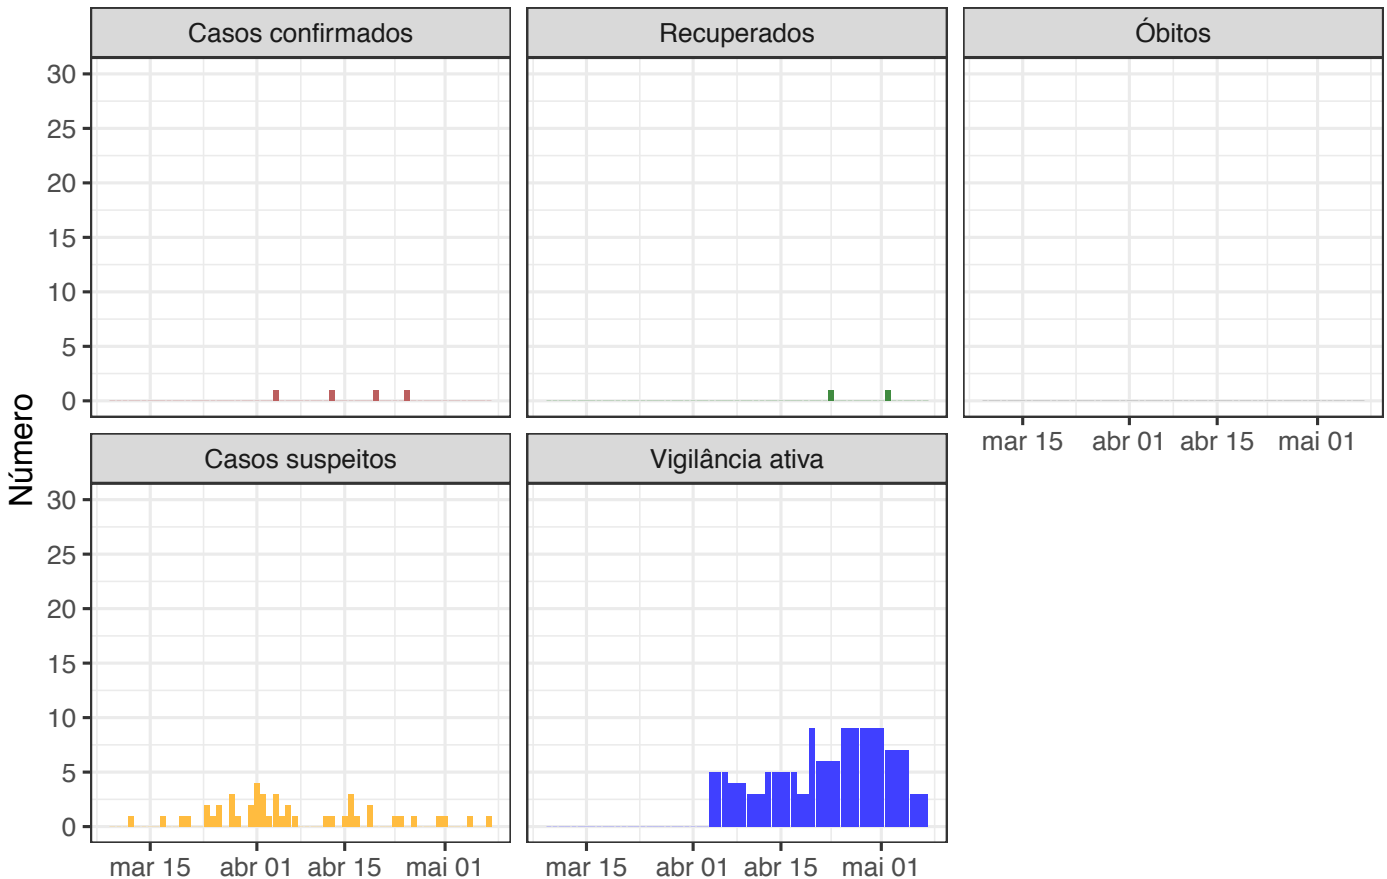 Casos confirmados
Recuperados
Óbitos
30
25
20
15
10
5
0
mar 15 abr 01 abr 15 mai 01
Número
Casos suspeitos
Vigilância ativa
30
25
20
15
10
5
0
mar 15 abr 01 abr 15 mai 01
mar 15 abr 01 abr 15 mai 01